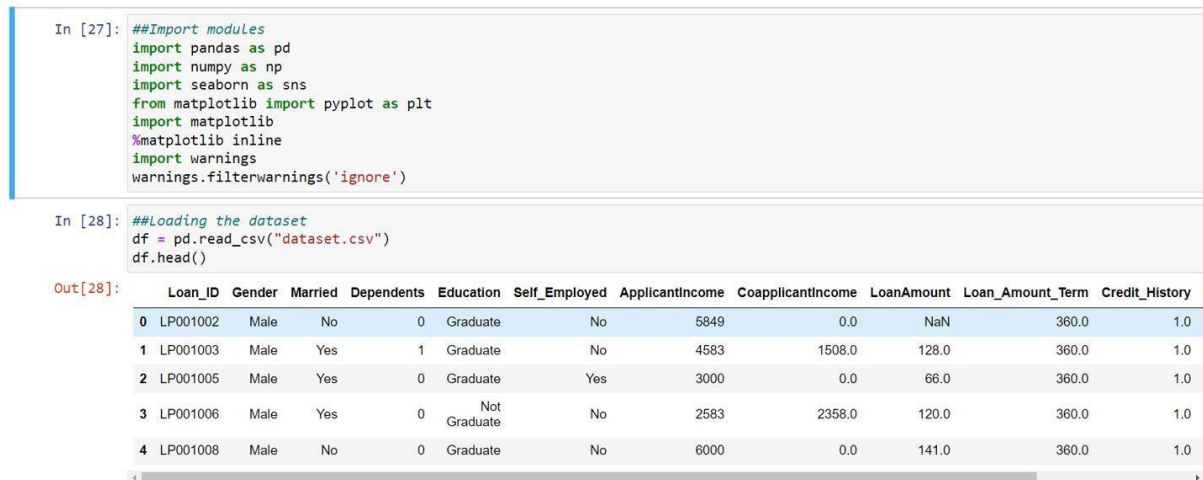 In [27]: ##Import modules
import pandas as pd
import numpy as np
import seaborn as sns
from matplotlib import pyplot as plt
import matplotlib
%matplotlib inline
import warnings
warnings.filterwarnings('ignore')
In [28]: ##Loading the dataset
df = pd.read_csv("dataset.csv")
df.head()
Out[28]:
Loan_ID Gender Married Dependents Education Self_Employed ApplicantIncome CoapplicantIncome LoanAmount Loan_Amount_Term Credit_History
0 LP001002 Male No 0 Graduate No 5849 0.0 NaN 360.0 1.0
1 LP001003 Male Yes 1 Graduate No 4583 1508.0 128.0 360.0 1.0
2 LP001005 Male Yes 0 Graduate Yes 3000 0.0 66.0 360.0 1.0
3 LP001006 Male Yes 0 Not Graduate No 2583 2358.0 120.0 360.0 1.0
4 LP001008 Male No 0 Graduate No 6000 0.0 141.0 360.0 1.0